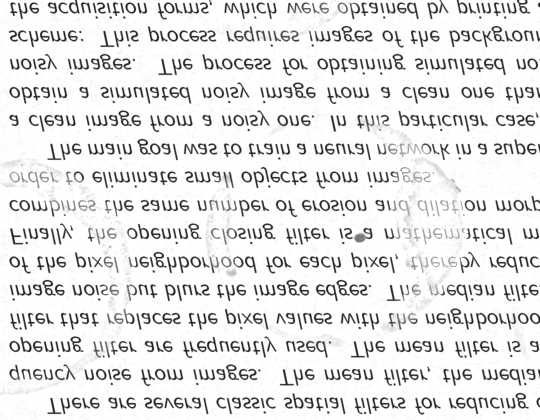 There are several classic spatial filters for reducing
quency noise from images. The mean filter, the median
opening filter are frequently used. The mean filter is a
filter that replaces the pixel values with the neighborhoo
image noise but blurs the image edges. The median filte
of the pixel neighborhood for each pixel, thereby reduc
Finally, the opening closing filter is a mathematical m
combines the same number of erosion and dilation morp
order to eliminate small objects from images.
The main goal was to train a neural network in a super
a clean image from a noisy one. In this particular case,
obtain a simulated noisy image from a clean one than
noisy images. The process for obtaining simulated no
scheme: This process requires images of the backgroun
the acquisition forms, which were obtained by printing